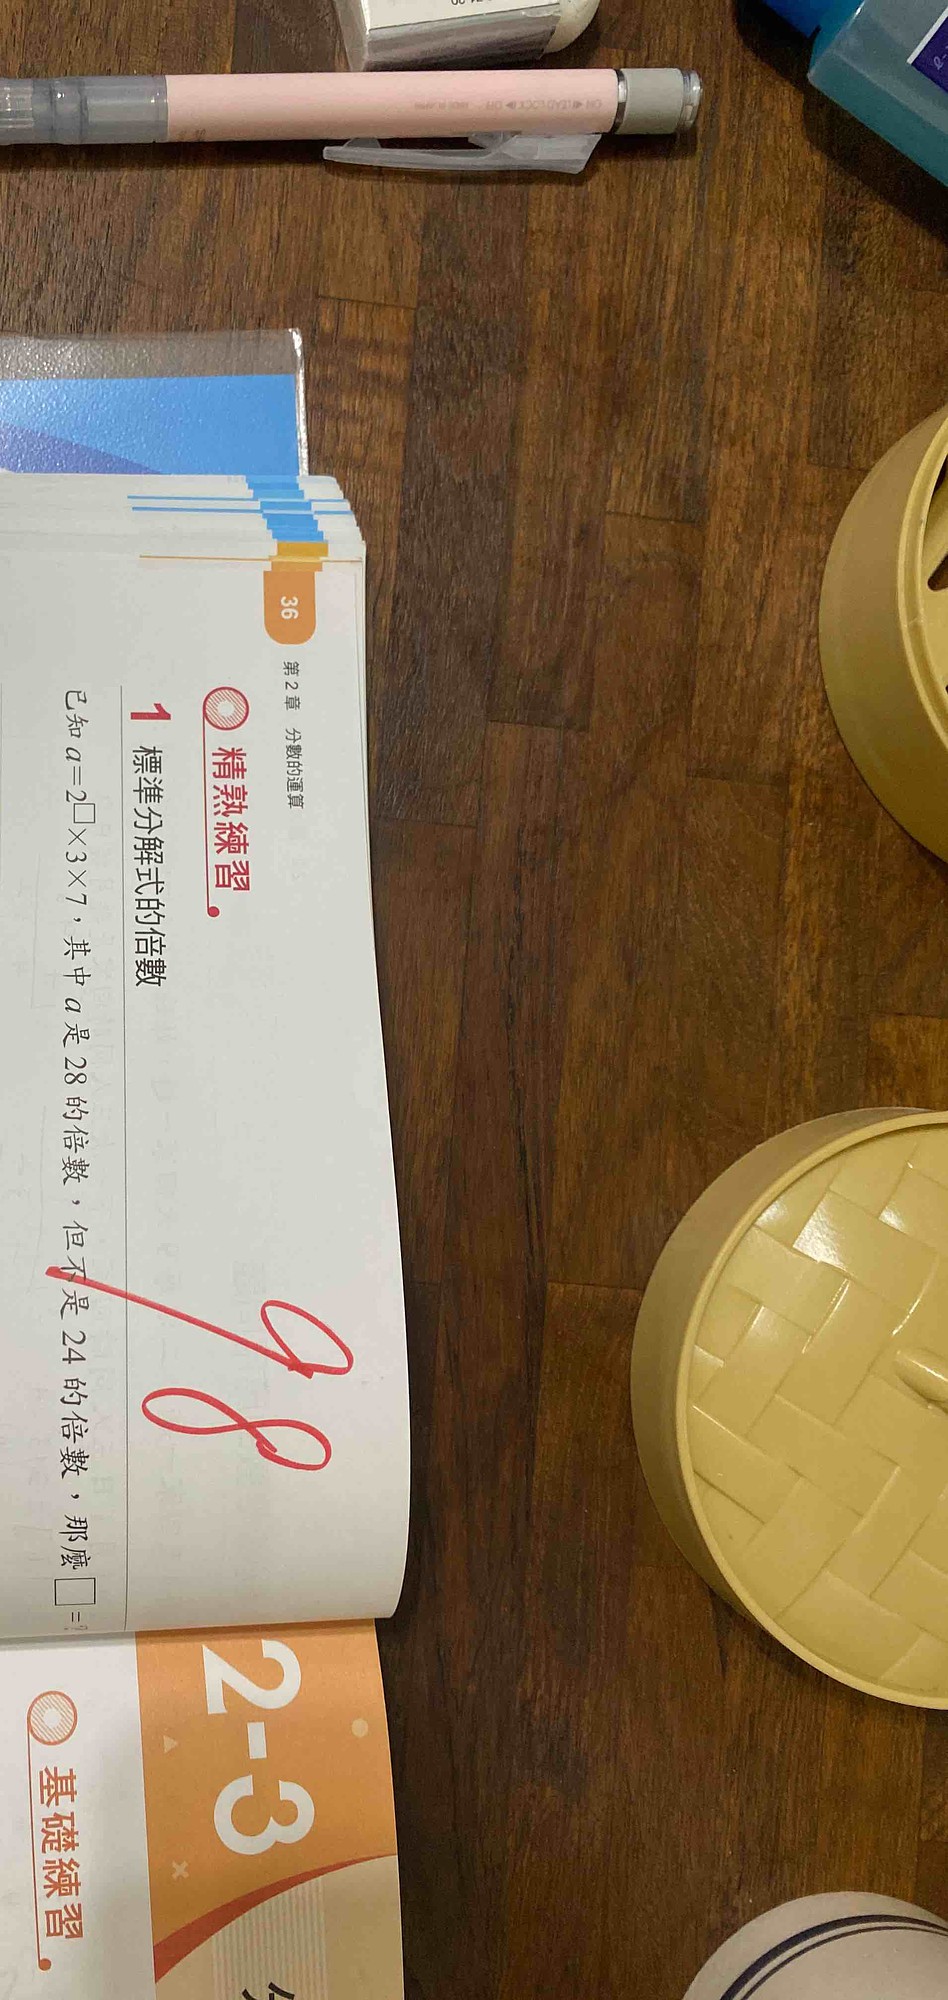 36 第2章 分數的運算
精熟練習
1 標準分解式的倍數
已知 a=2□×3×7，其中 a 是 28 的倍數，但不是 24 的倍數，那麼 □=?
98
2-3
基礎練習